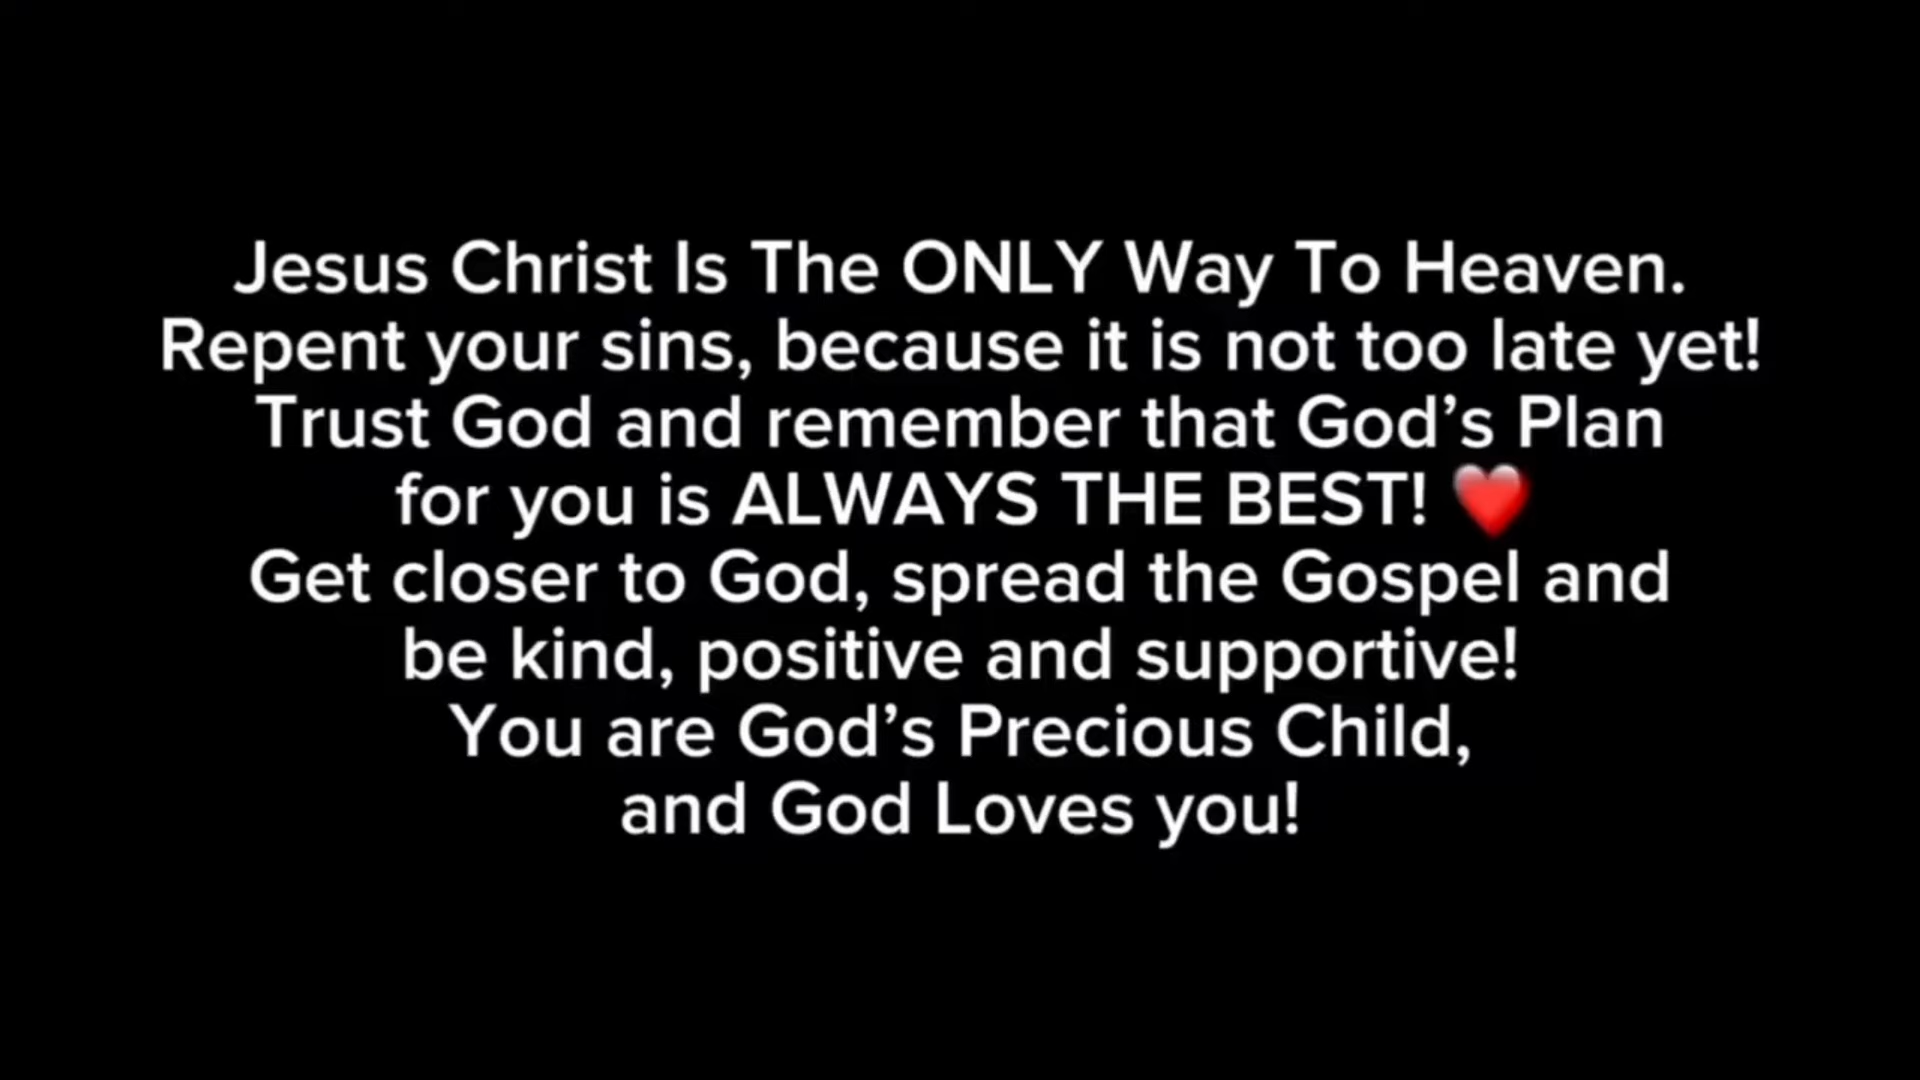 Jesus Christ Is The ONLY Way To Heaven.
Repent your sins, because it is not too late yet!
Trust God and remember that God’s Plan
for you is ALWAYS THE BEST! ❤️
Get closer to God, spread the Gospel and
be kind, positive and supportive!
You are God’s Precious Child,
and God Loves you!